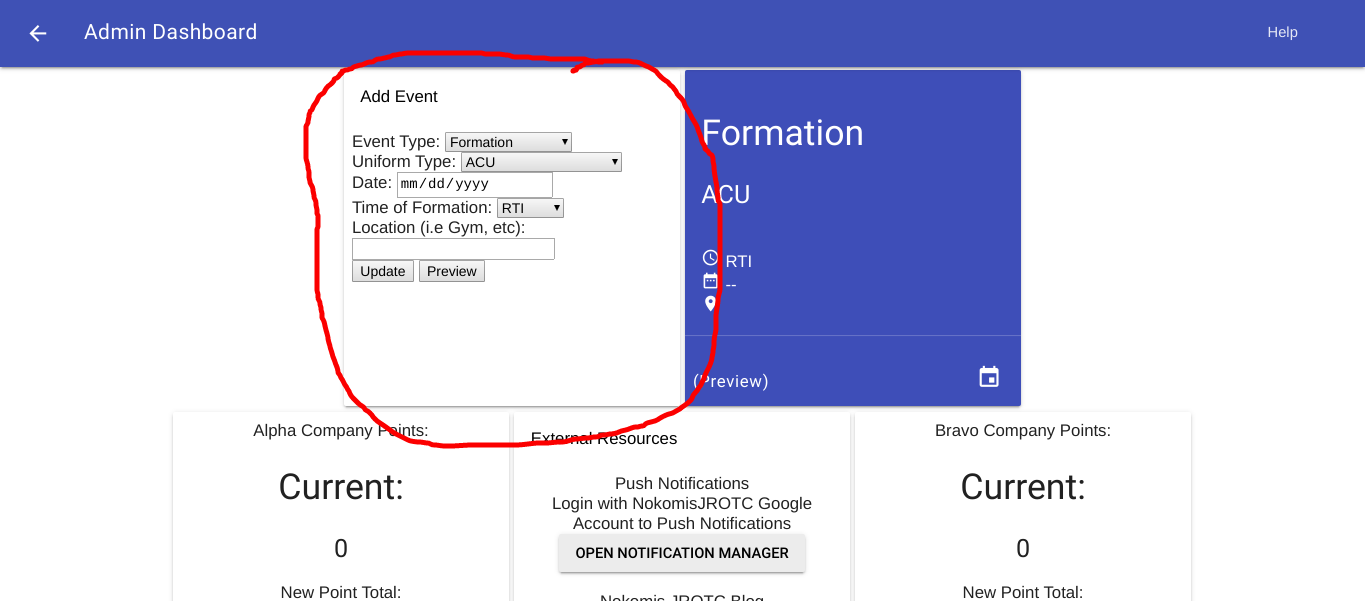 Admin Dashboard
Help
Add Event
Event Type: Formation
Uniform Type: ACU
Date: mm/dd/yyyy
Time of Formation: RTI
Location (i.e Gym, etc):
Update Preview
Formation
ACU
RTI
--
(Preview)
Alpha Company Points:
Current:
0
New Point Total:
External Resources
Push Notifications
Login with NokomisJROTC Google
Account to Push Notifications
OPEN NOTIFICATION MANAGER
Nokomis JROTC Blog
Bravo Company Points:
Current:
0
New Point Total: